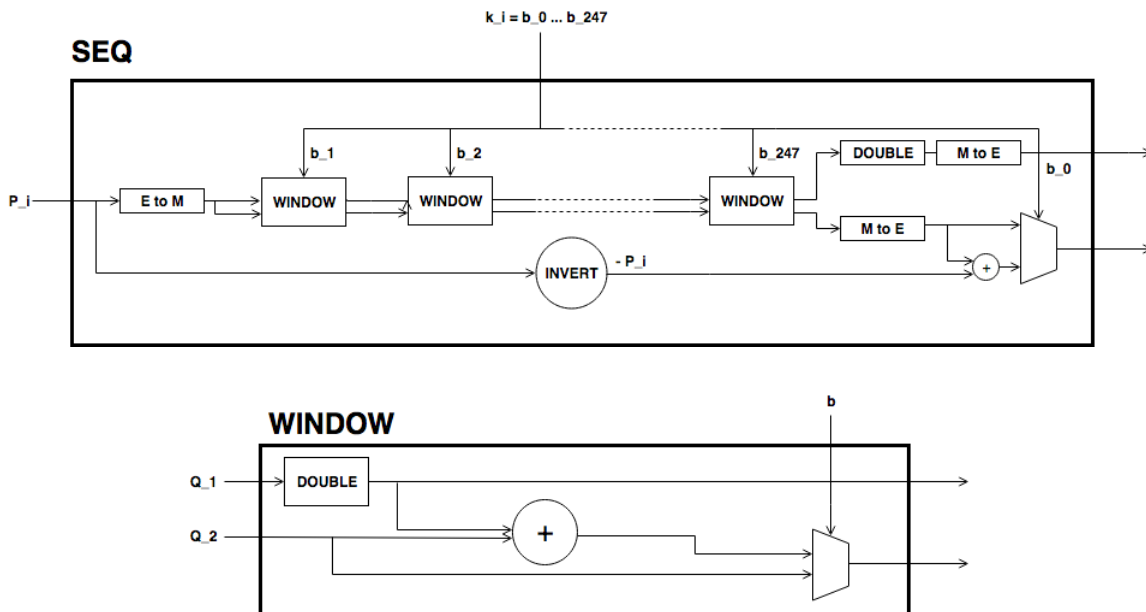 k_i = b_0 ... b_247
SEQ
b_1
b_2
b_247
DOUBLE
M to E
b_0
P_i
E to M
WINDOW
WINDOW
WINDOW
M to E
INVERT
- P_i
+
WINDOW
b
Q_1
DOUBLE
Q_2
+